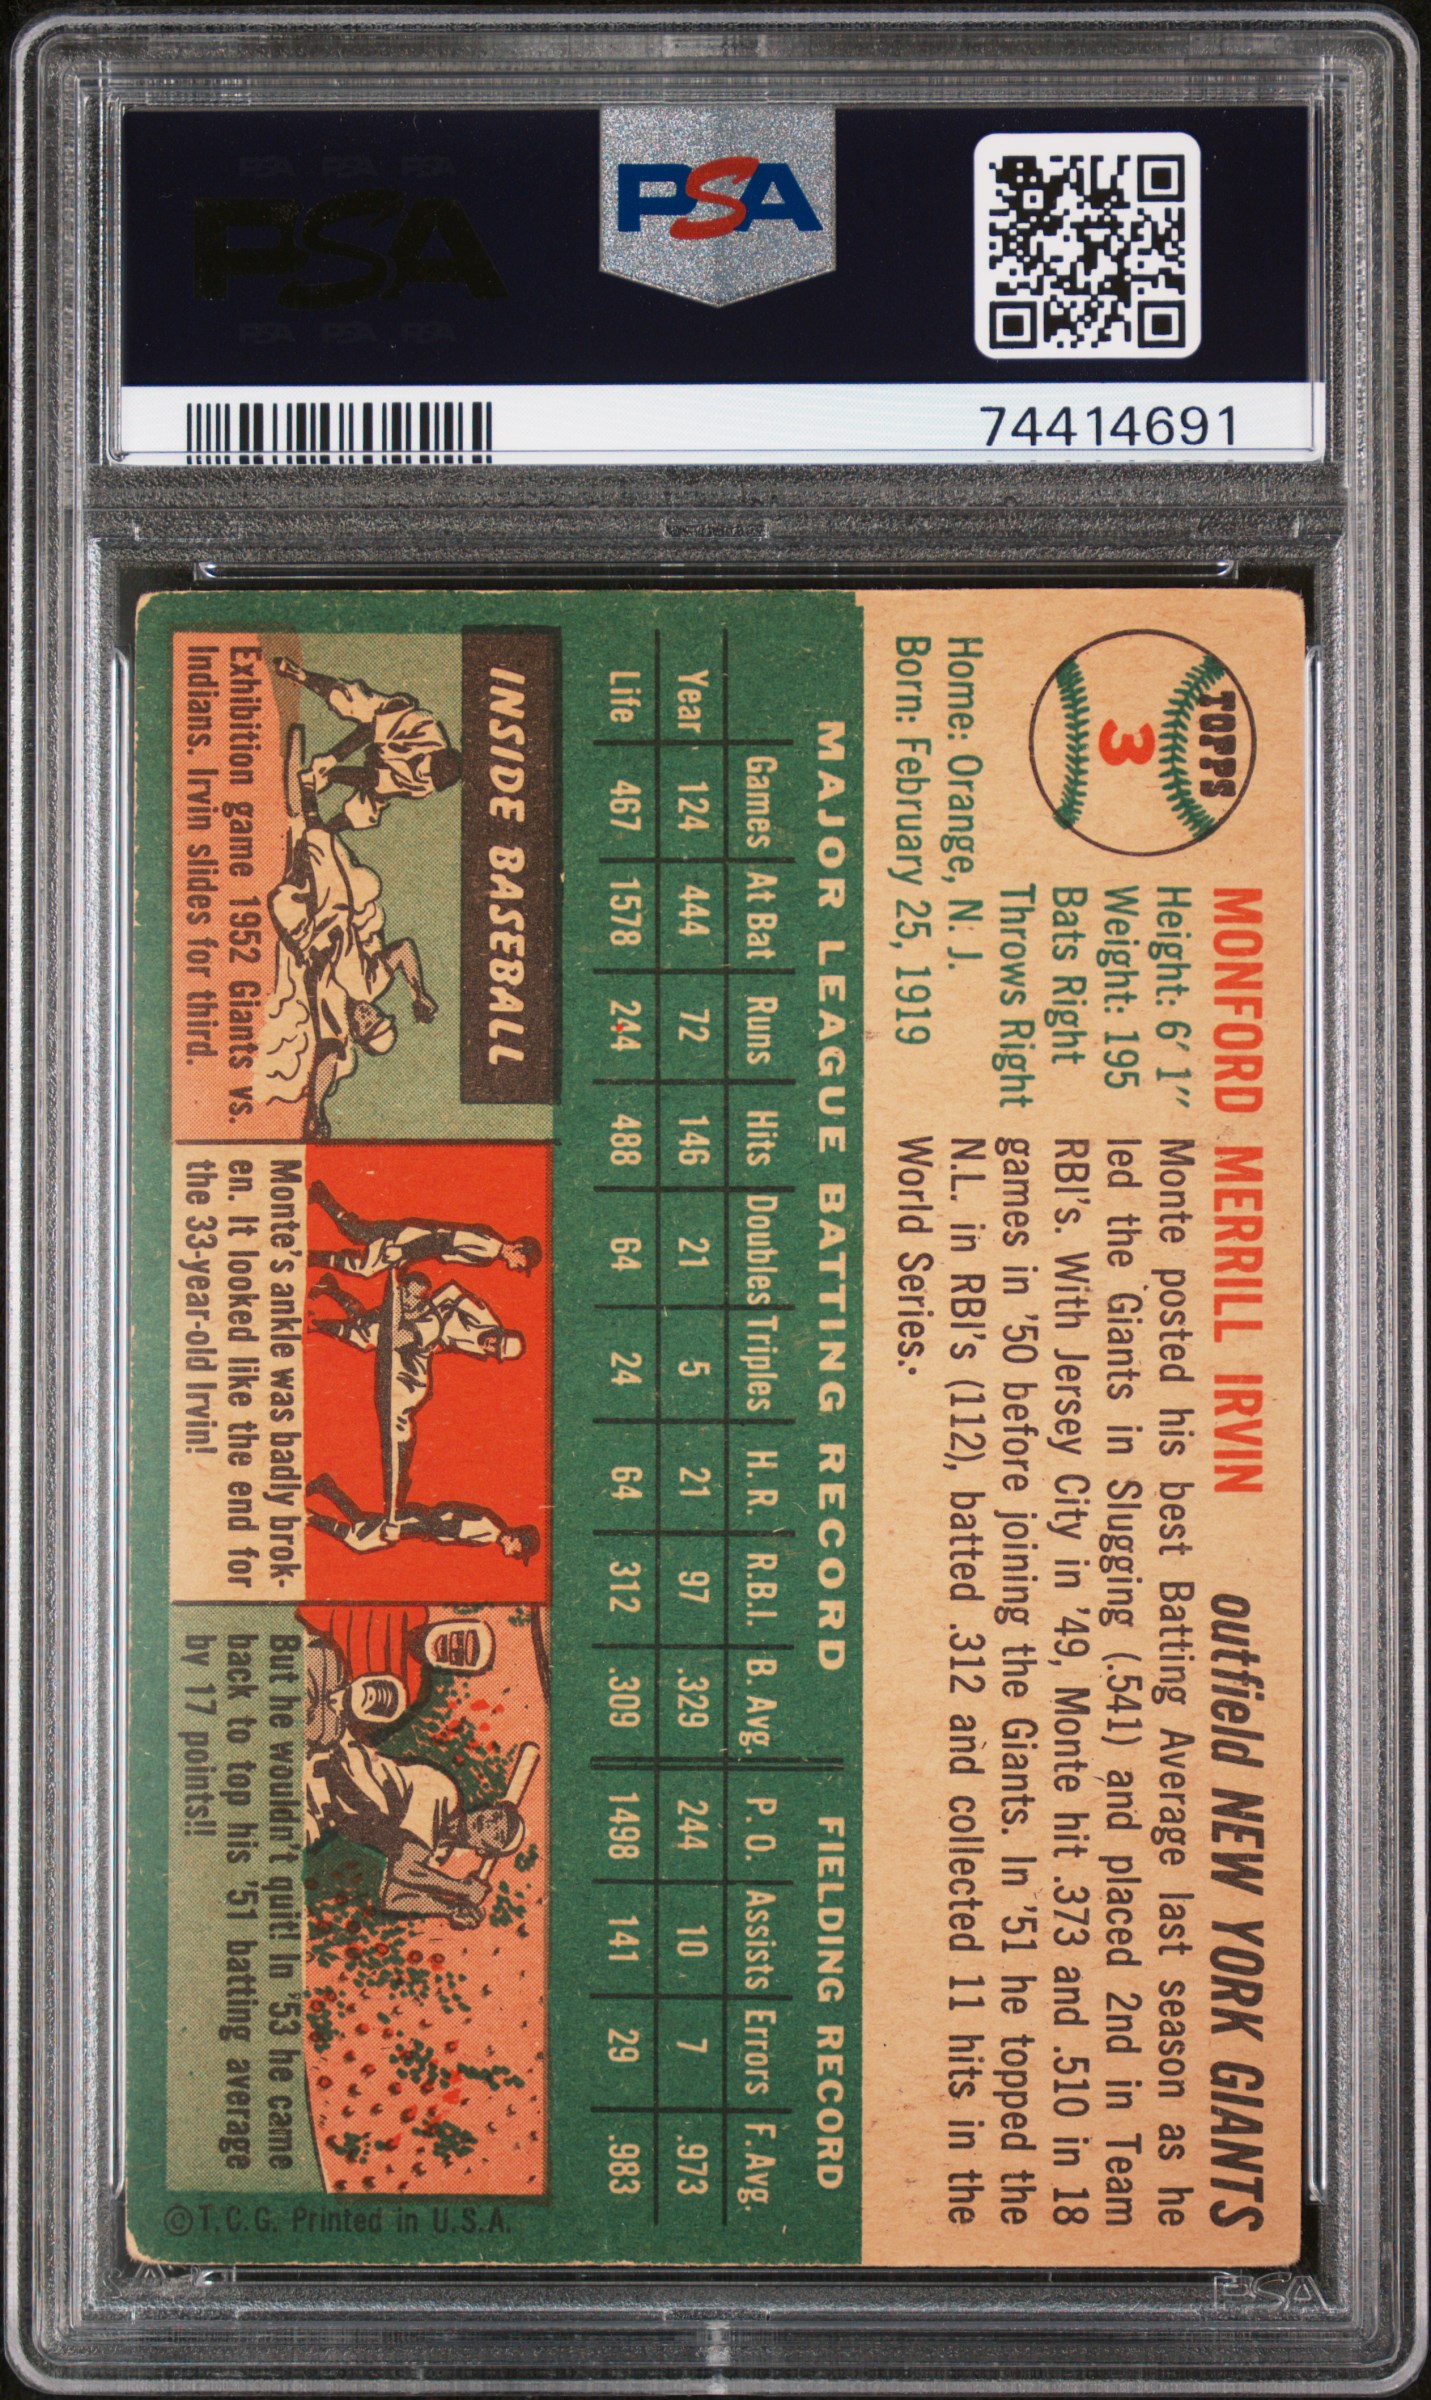 PSA PSA PSA
PSA
PSA PSA PSA
PSA
74414691
TOPPS
3
MONFORD MERRILL IRVIN outfield NEW YORK GIANTS
Height: 6' 1"
Weight: 195
Bats Right
Throws Right
Home: Orange, N. J.
Born: February 25, 1919
Monte posted his best Batting Average last season as he
led the Giants in Slugging (.541) and placed 2nd in Team
RBI's. With Jersey City in '49, Monte hit .373 and .510 in 18
games in '50 before joining the Giants. In '51 he topped the
N.L. in RBI's (112), batted .312 and collected 11 hits in the
World Series.
MAJOR LEAGUE BATTING RECORD FIELDING RECORD
Games At Bat Runs Hits Doubles Triples H. R. R.B.I. B. Avg. P. O. Assists Errors F. Avg.
Year 124 444 72 146 21 5 21 97 .329 244 10 7 .973
Life 467 1578 244 488 64 24 64 312 .309 1498 141 29 .983
INSIDE BASEBALL
Exhibition game 1952 Giants vs.
Indians. Irvin slides for third.
Monte's ankle was badly brok-
en. It looked like the end for
the 33-year-old Irvin!
But he wouldn't quit! In '53 he came
back to top his '51 batting average
by 17 points!!
© T. C. G. Printed in U.S.A.
PSA